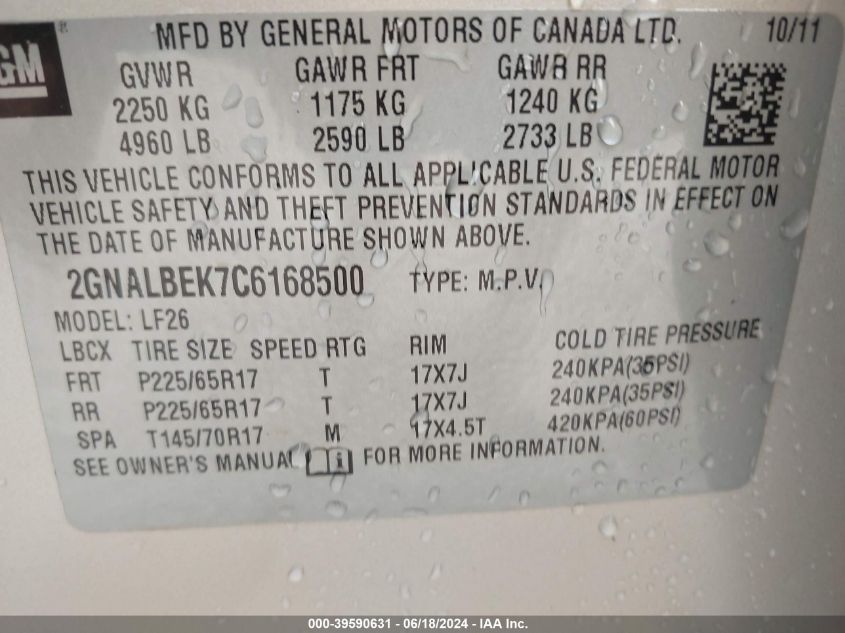 GM ®
MFD BY GENERAL MOTORS OF CANADA LTD. 10/11
GVWR GAWR FRT GAWR RR
2250 KG 1175 KG 1240 KG
4960 LB 2590 LB 2733 LB
THIS VEHICLE CONFORMS TO ALL APPLICABLE U.S. FEDERAL MOTOR
VEHICLE SAFETY AND THEFT PREVENTION STANDARDS IN EFFECT ON
THE DATE OF MANUFACTURE SHOWN ABOVE.
2GNALBEK7C6168500 TYPE: M.P.V.
MODEL: LF26
LBCX TIRE SIZE SPEED RTG RIM COLD TIRE PRESSURE
FRT P225/65R17 T 17X7J 240KPA(35PSI)
RR P225/65R17 T 17X7J 240KPA(35PSI)
SPA T145/70R17 M 17X4.5T 420KPA(60PSI)
SEE OWNER'S MANUAL i FOR MORE INFORMATION.
000-39590631 - 06/18/2024 - IAA Inc.